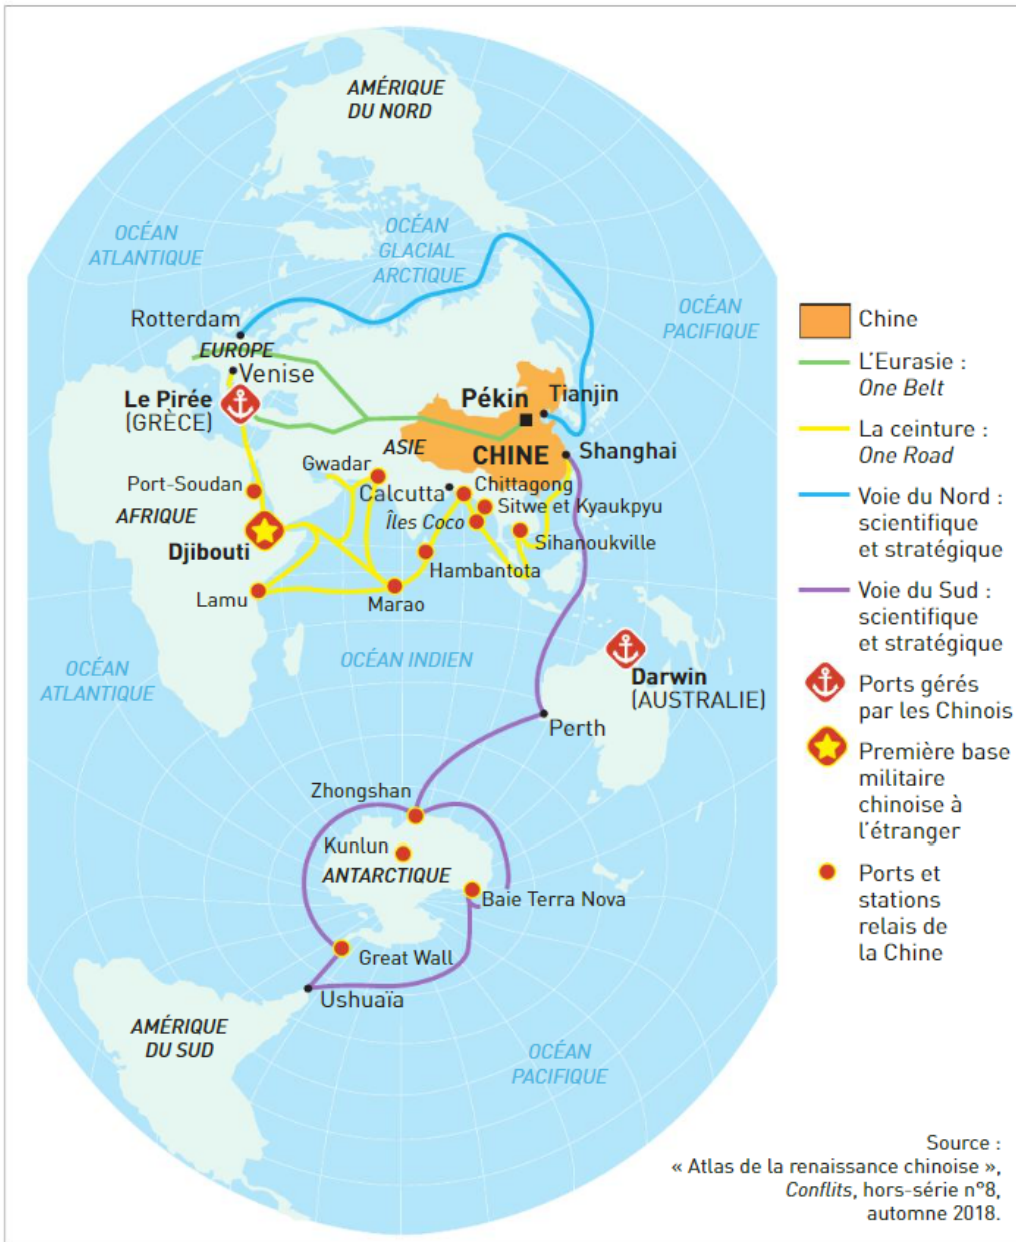 AMÉRIQUE
DU NORD
OCÉAN
ATLANTIQUE
OCÉAN
GLACIAL
ARCTIQUE
OCÉAN
PACIFIQUE
Rotterdam
EUROPE
Venise
Le Pirée
(GRÈCE)
Pékin
Tianjin
ASIE
CHINE
Shanghai
Gwadar
Calcutta
Chittagong
Port-Soudan
Sitwe et Kyaukpyu
AFRIQUE
Îles Coco
Djibouti
Sihanoukville
Hambantota
Lamu
Marao
OCÉAN
ATLANTIQUE
OCÉAN INDIEN
Darwin
(AUSTRALIE)
Perth
Zhongshan
Kunlun
ANTARCTIQUE
Baie Terra Nova
Great Wall
Ushuaïa
AMÉRIQUE
DU SUD
OCÉAN
PACIFIQUE
Chine
L'Eurasie :
One Belt
La ceinture :
One Road
Voie du Nord :
scientifique
et stratégique
Voie du Sud :
scientifique
et stratégique
Ports gérés
par les Chinois
Première base
militaire
chinoise à
l'étranger
Ports et
stations
relais de
la Chine
Source :
« Atlas de la renaissance chinoise »,
Conflits, hors-série n°8,
automne 2018.